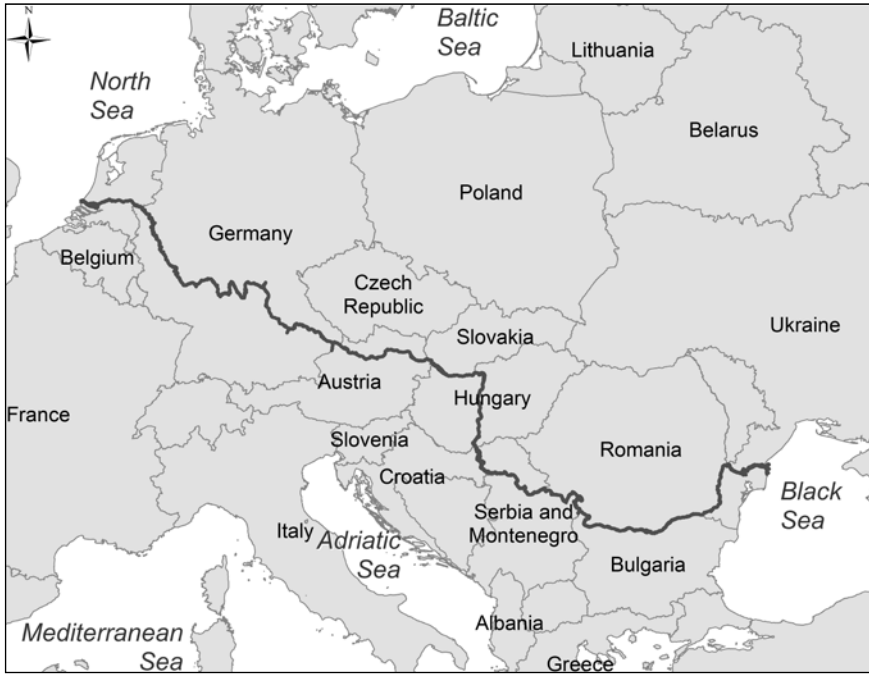 N
Baltic
Sea
Lithuania
North
Sea
Belarus
Poland
Germany
Belgium
Czech
Republic
Ukraine
Slovakia
Austria
Hungary
France
Slovenia
Romania
Croatia
Black
Sea
Serbia and
Montenegro
Italy
Adriatic
Sea
Bulgaria
Albania
Mediterranean
Sea
Greece